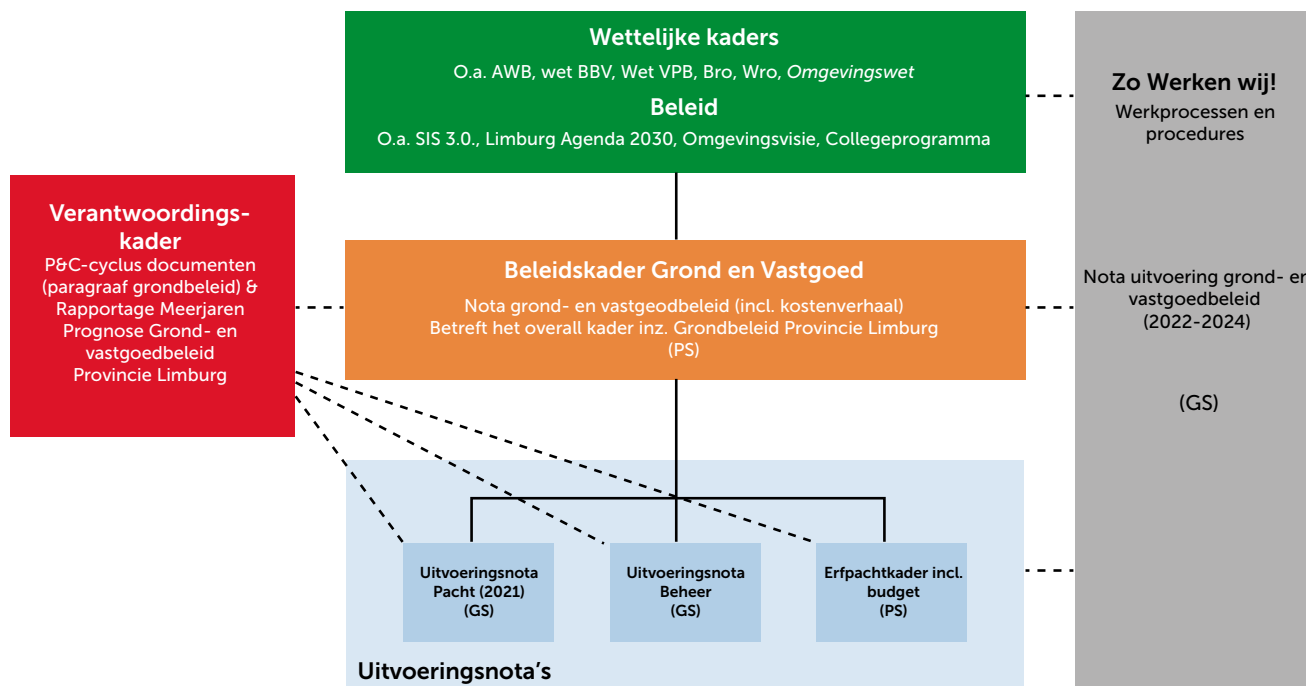 Wettelijke kaders
O.a. AWB, wet BBV, Wet VPB, Bro, Wro, Omgevingswet
Beleid
O.a. SIS 3.0., Limburg Agenda 2030, Omgevingsvisie, Collegeprogramma
Zo Werken wij!
Werkprocessen en
procedures
Nota uitvoering grond- en
vastgoedbeleid
(2022-2024)
(GS)
Verantwoordings-
kader
P&C-cyclus documenten
(paragraaf grondbeleid) &
Rapportage Meerjaren
Prognose Grond- en
vastgoedbeleid
Provincie Limburg
Beleidskader Grond en Vastgoed
Nota grond- en vastgeodbeleid (incl. kostenverhaal)
Betreft het overall kader inz. Grondbeleid Provincie Limburg
(PS)
Uitvoeringsnota
Pacht (2021)
(GS)
Uitvoeringsnota
Beheer
(GS)
Erfpachtkader incl.
budget
(PS)
Uitvoeringsnota's